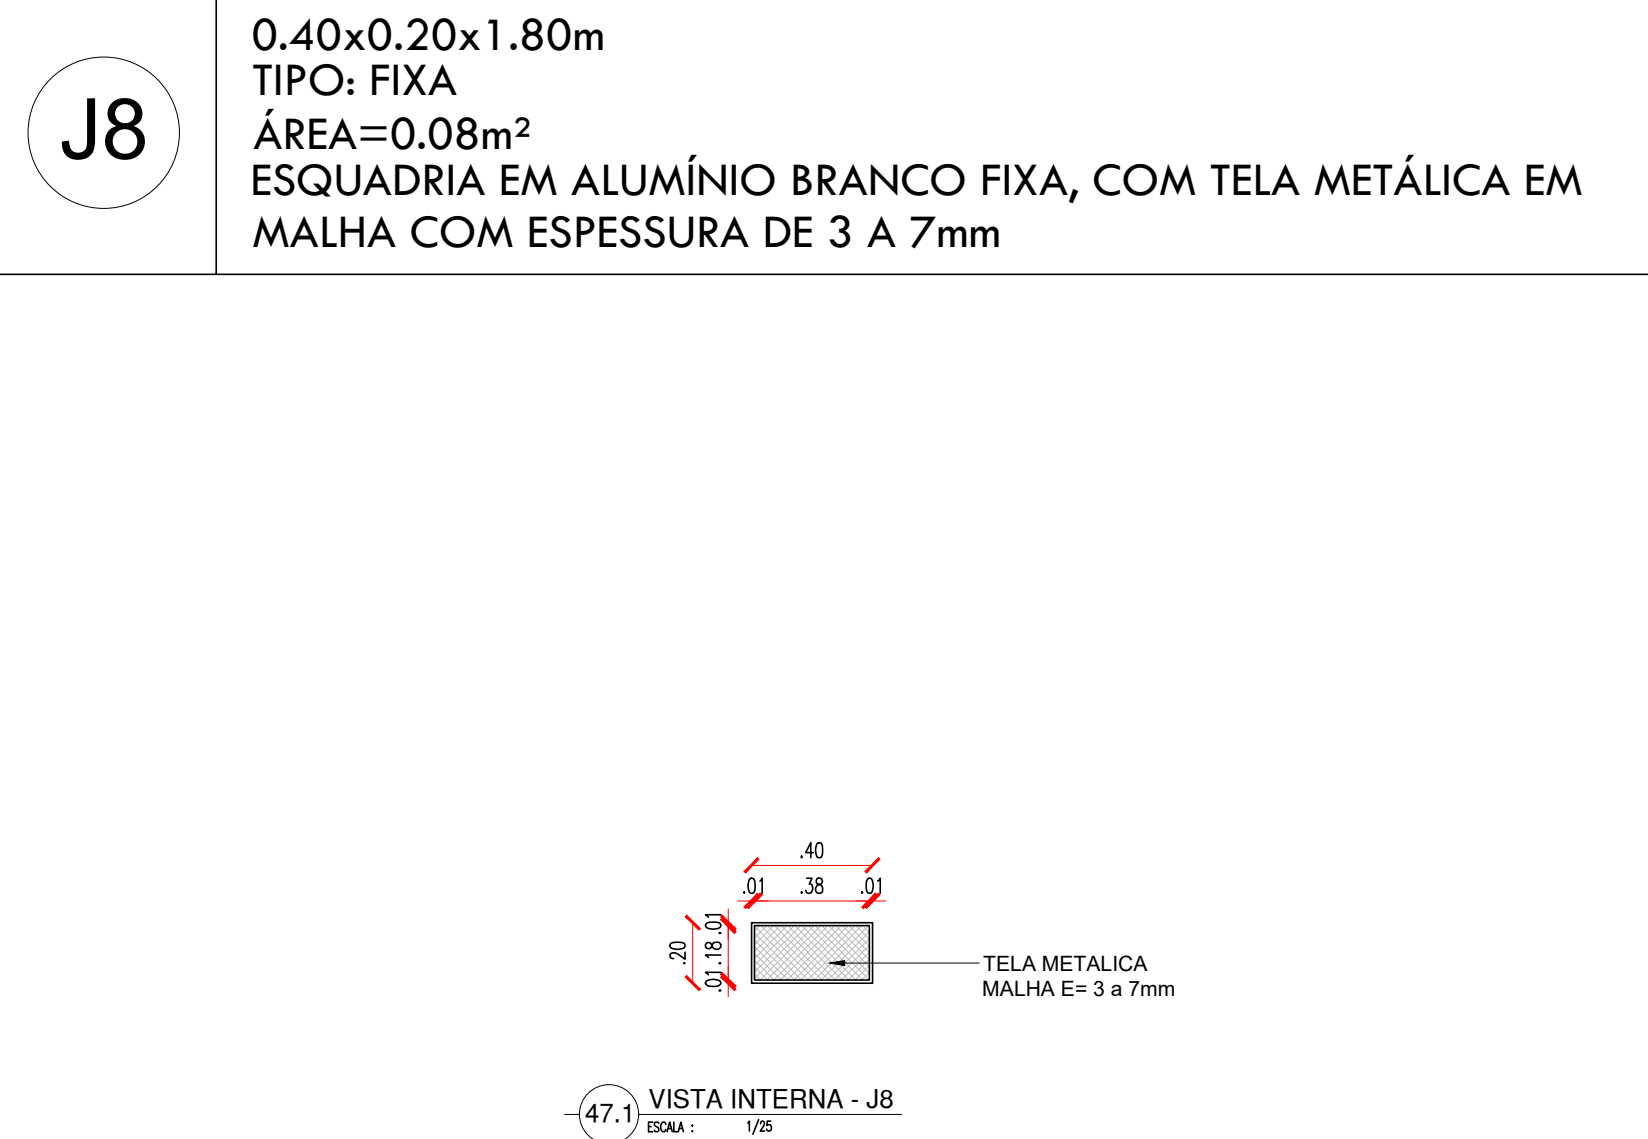 J8
0.40x0.20x1.80m
TIPO: FIXA
ÁREA=0.08m²
ESQUADRIA EM ALUMÍNIO BRANCO FIXA, COM TELA METÁLICA EM
MALHA COM ESPESSURA DE 3 A 7mm
.40
.01 .38 .01
.20
.01 .18 .01
TELA METALICA
MALHA E= 3 a 7mm
47.1
VISTA INTERNA - J8
ESCALA : 1/25